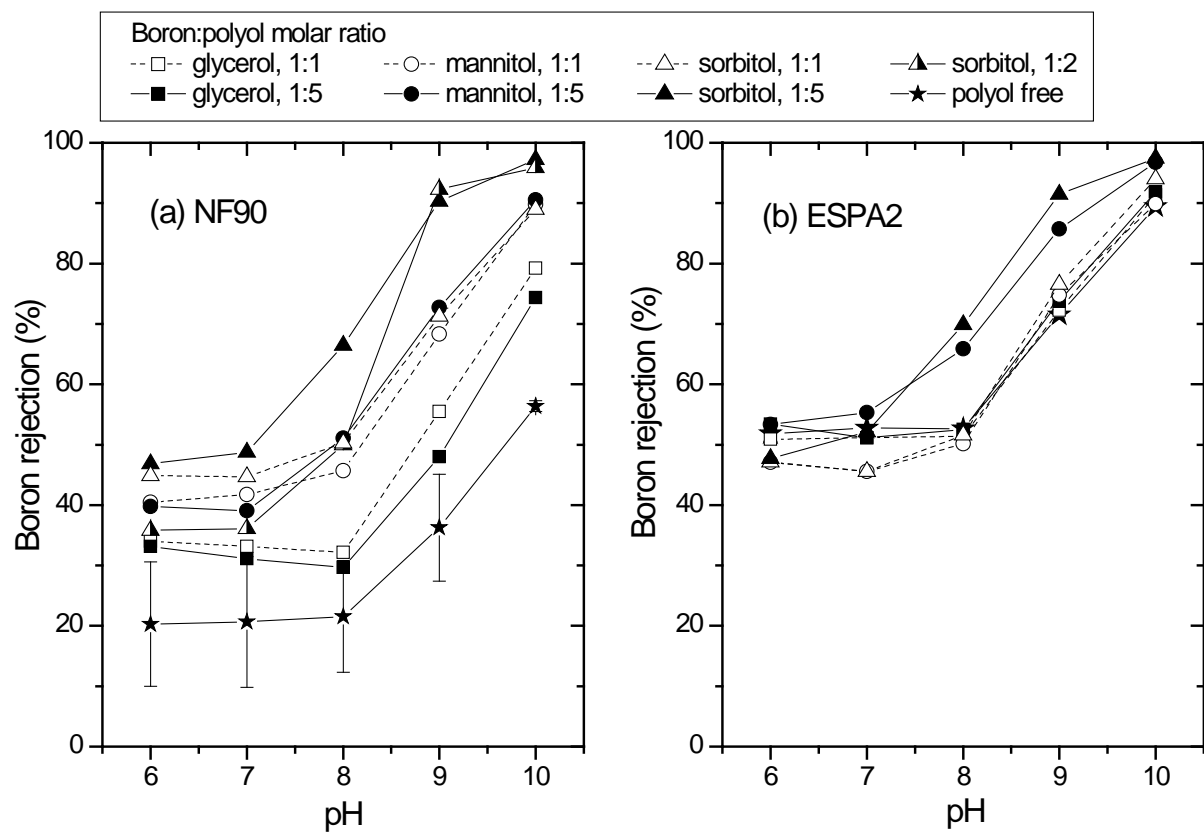 Boron:polyol molar ratio
glycerol, 1:1 mannitol, 1:1 sorbitol, 1:1 sorbitol, 1:2
glycerol, 1:5 mannitol, 1:5 sorbitol, 1:5 polyol free
(a) NF90
Boron rejection (%)
100
80
60
40
20
0
6 7 8 9 10
pH
(b) ESPA2
Boron rejection (%)
100
80
60
40
20
0
6 7 8 9 10
pH